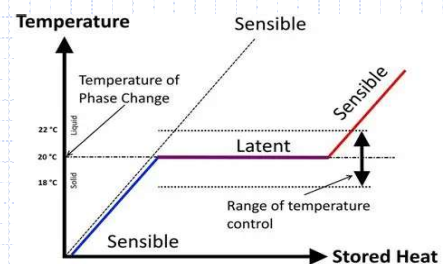 Temperature
Sensible
Temperature of
Phase Change
Sensible
22 °C
Liquid
Latent
20 °C
18 °C
Solid
Range of temperature
control
Sensible
Stored Heat